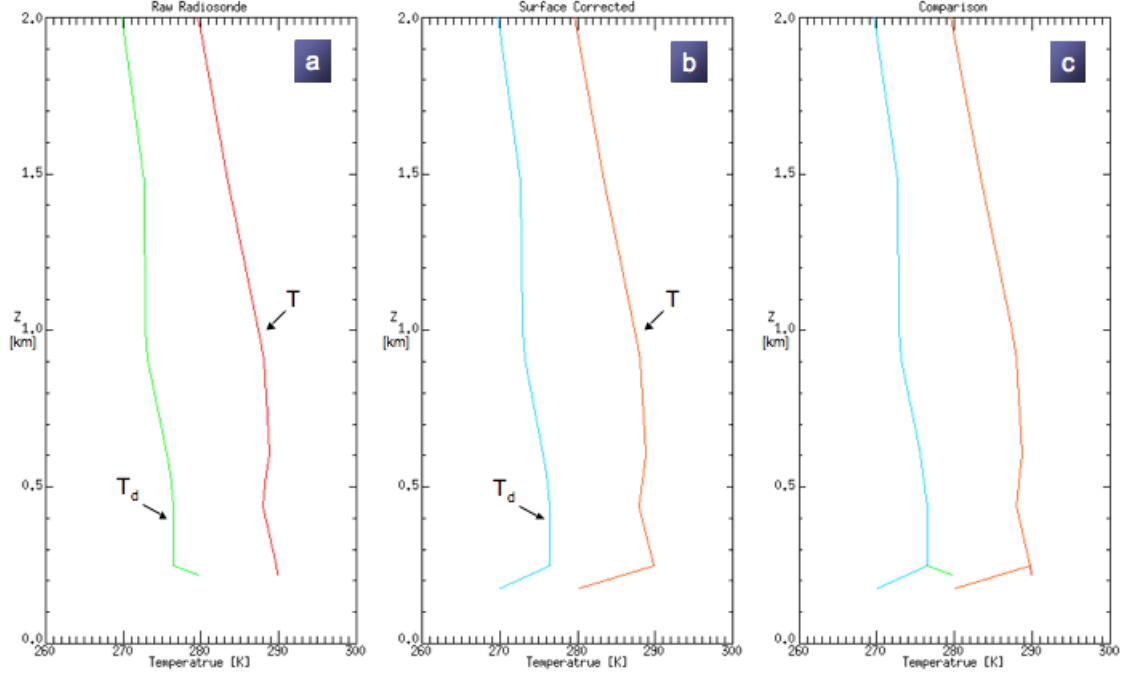 Raw Radiosonde
a
2.0
1.5
T
Z
1.0
[km]
T_d
0.5
0.0
260 270 280 290 300
Temperatrue [K]
Surface Corrected
b
2.0
1.5
T
Z
1.0
[km]
T_d
0.5
0.0
260 270 280 290 300
Temperatrue [K]
Comparison
c
2.0
1.5
Z
1.0
[km]
0.5
0.0
260 270 280 290 300
Temperatrue [K]